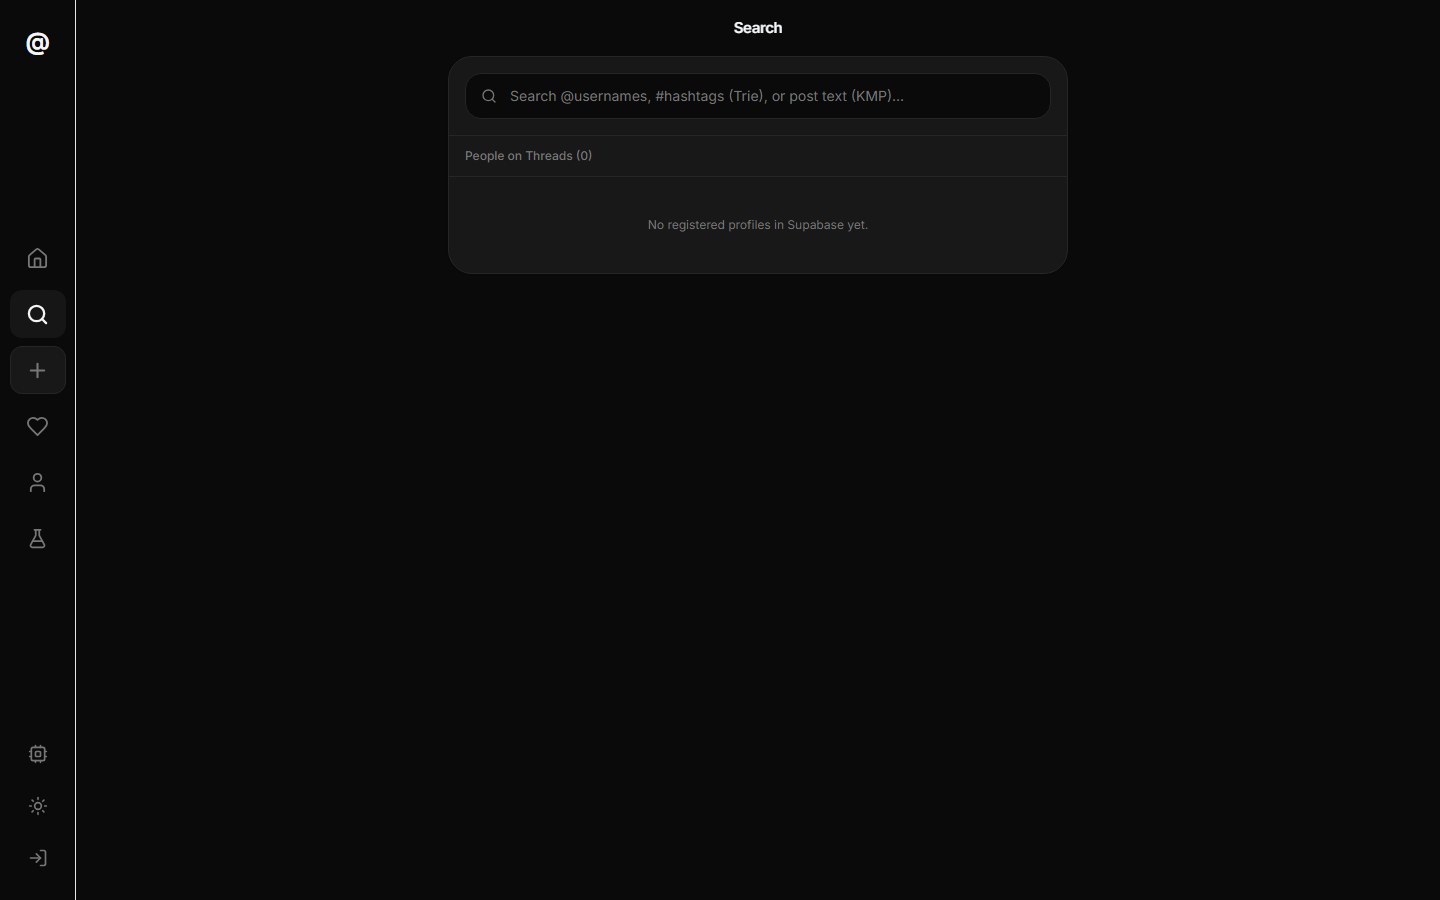 @
Search
Search @usernames, #hashtags (Trie), or post text (KMP)...
People on Threads (0)
No registered profiles in Supabase yet.